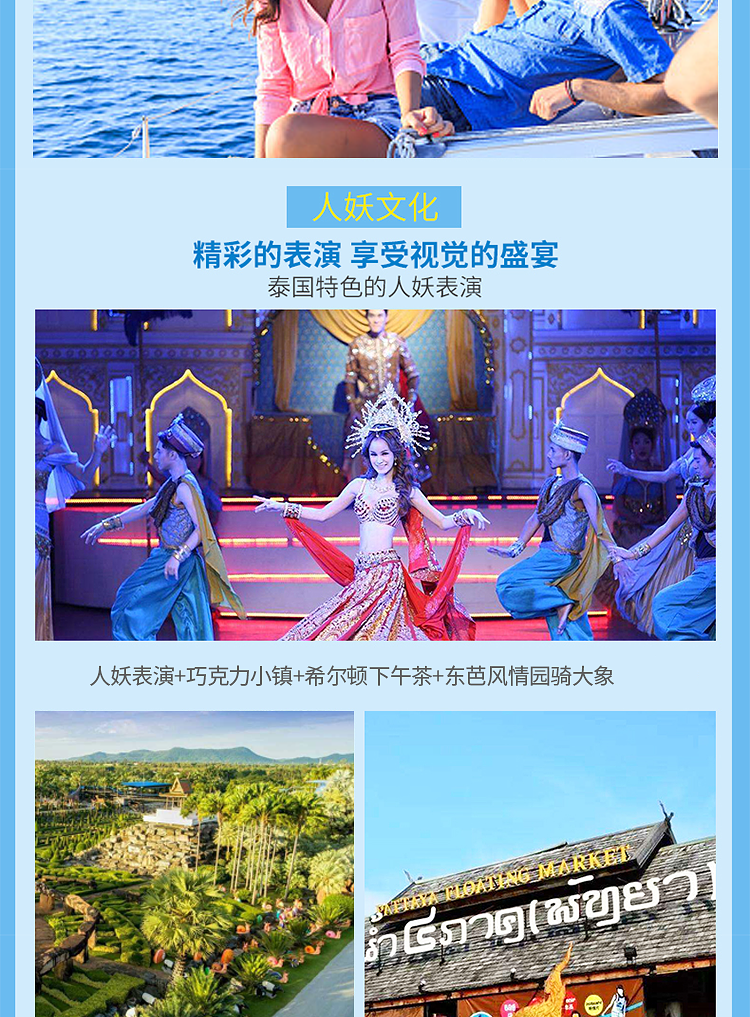 人妖文化
精彩的表演 享受视觉的盛宴
泰国特色的人妖表演
人妖表演+巧克力小镇+希尔顿下午茶+东芭风情园骑大象
PATTAYA FLOATING MARKET